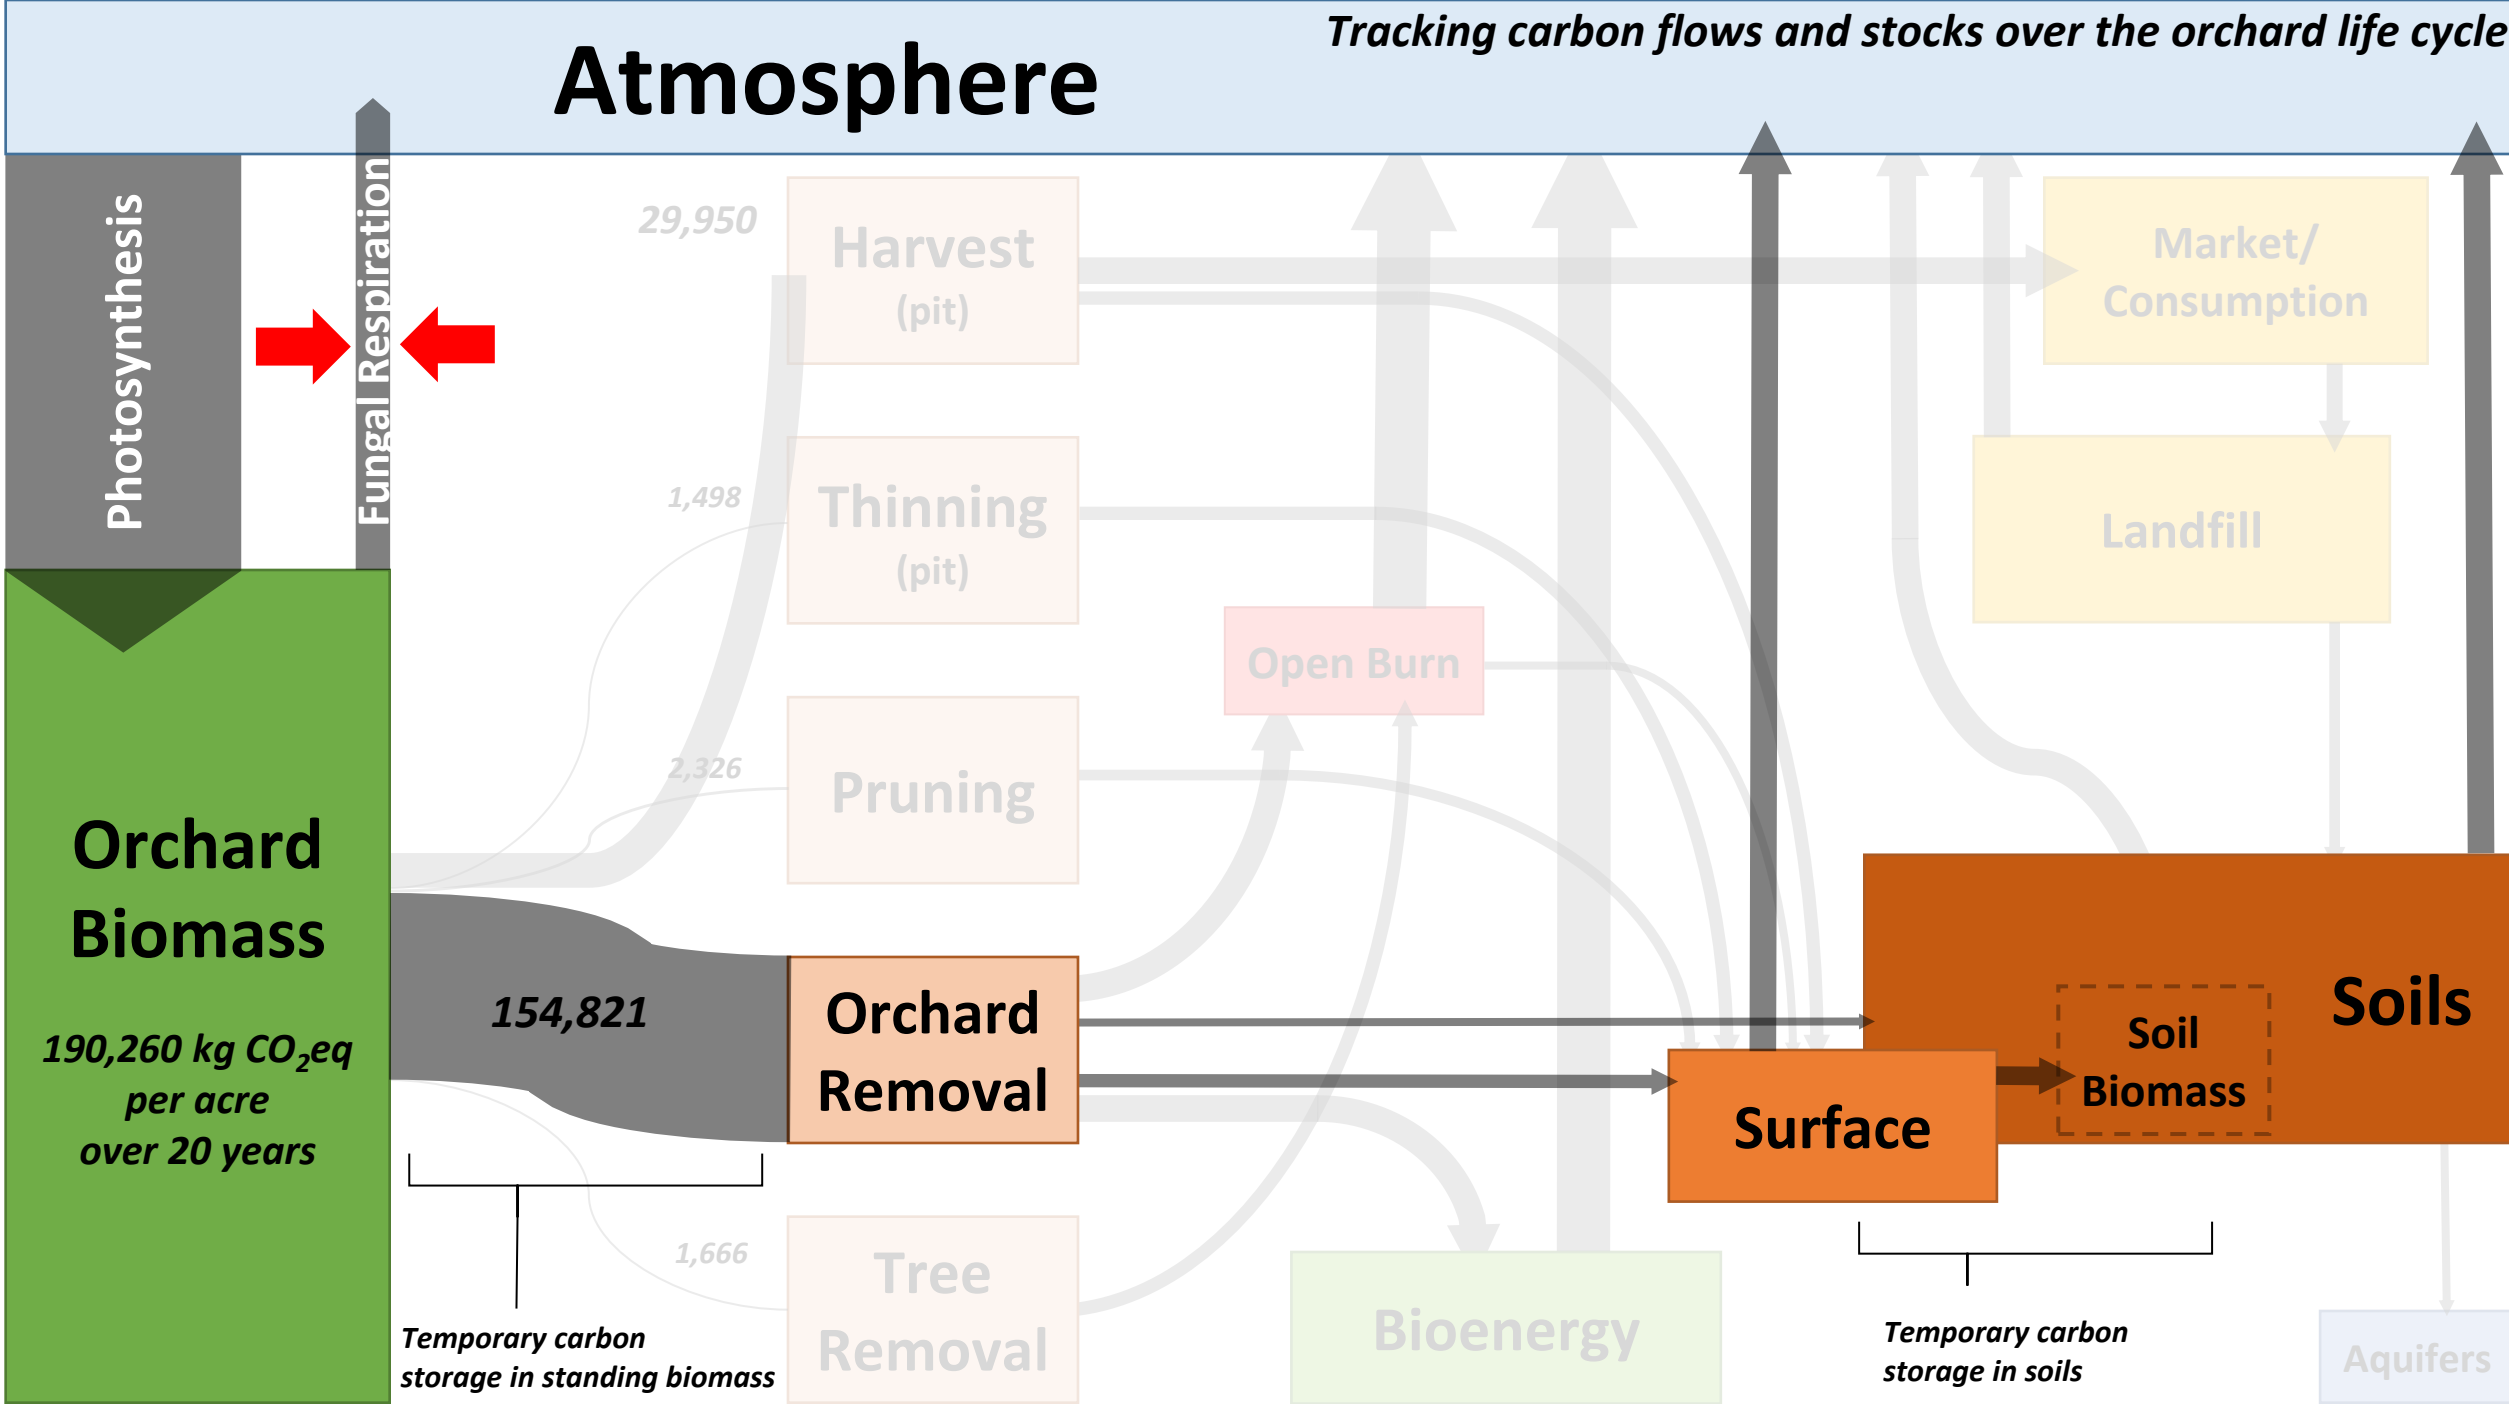 Tracking carbon flows and stocks over the orchard life cycle
Atmosphere
Photosynthesis
Fungal Respiration
29,950
Harvest
(pit)
Market/
Consumption
1,498
Thinning
(pit)
Landfill
Open Burn
2,326
Pruning
Orchard
Biomass
190,260 kg CO₂eq
per acre
over 20 years
154,821
Orchard
Removal
Soils
Soil
Biomass
Surface
1,666
Tree
Removal
Temporary carbon
storage in standing biomass
Bioenergy
Temporary carbon
storage in soils
Aquifers